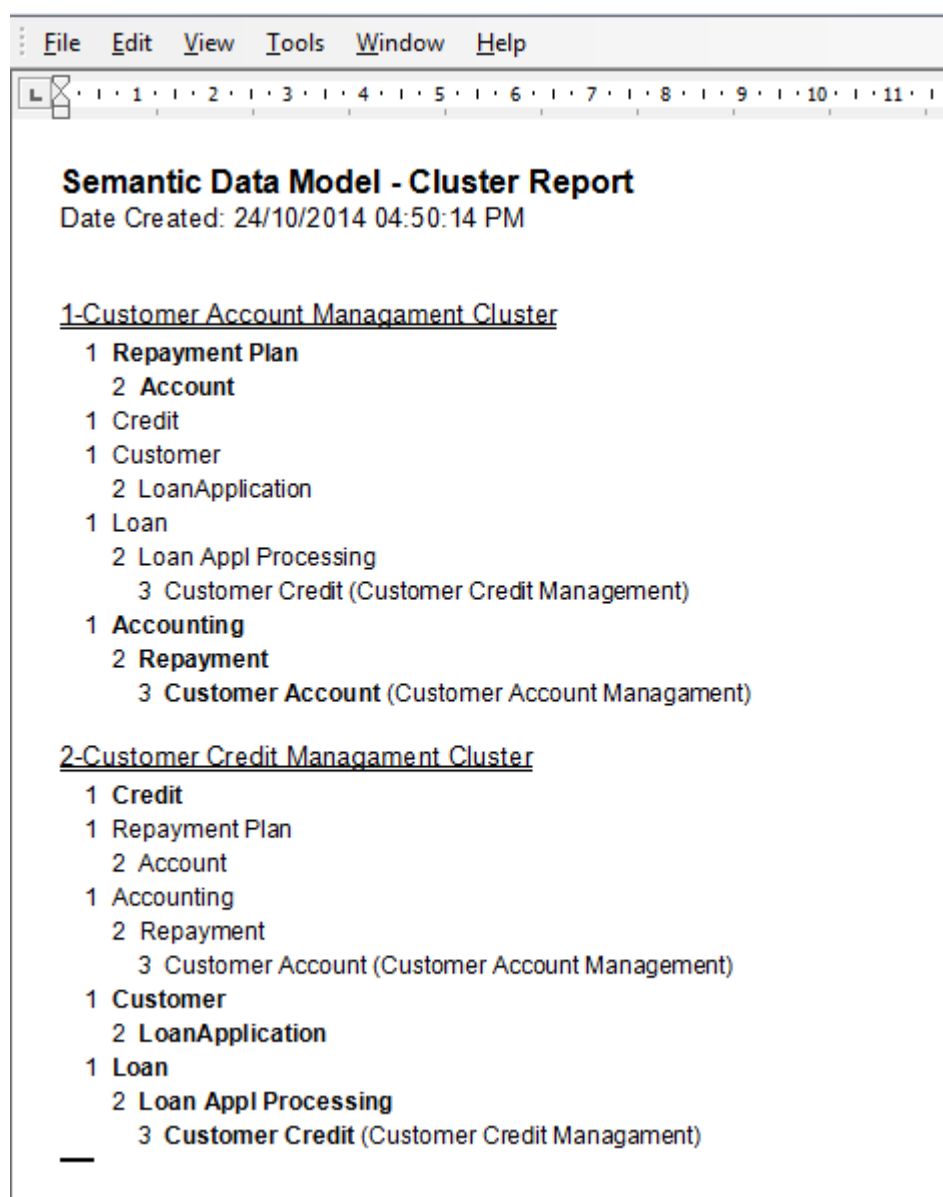 File Edit View Tools Window Help
1 2 3 4 5 6 7 8 9 10 11
Semantic Data Model - Cluster Report
Date Created: 24/10/2014 04:50:14 PM
1-Customer Account Managament Cluster
1 Repayment Plan
2 Account
1 Credit
1 Customer
2 LoanApplication
1 Loan
2 Loan Appl Processing
3 Customer Credit (Customer Credit Management)
1 Accounting
2 Repayment
3 Customer Account (Customer Account Managament)
2-Customer Credit Managament Cluster
1 Credit
1 Repayment Plan
2 Account
1 Accounting
2 Repayment
3 Customer Account (Customer Account Management)
1 Customer
2 LoanApplication
1 Loan
2 Loan Appl Processing
3 Customer Credit (Customer Credit Managament)